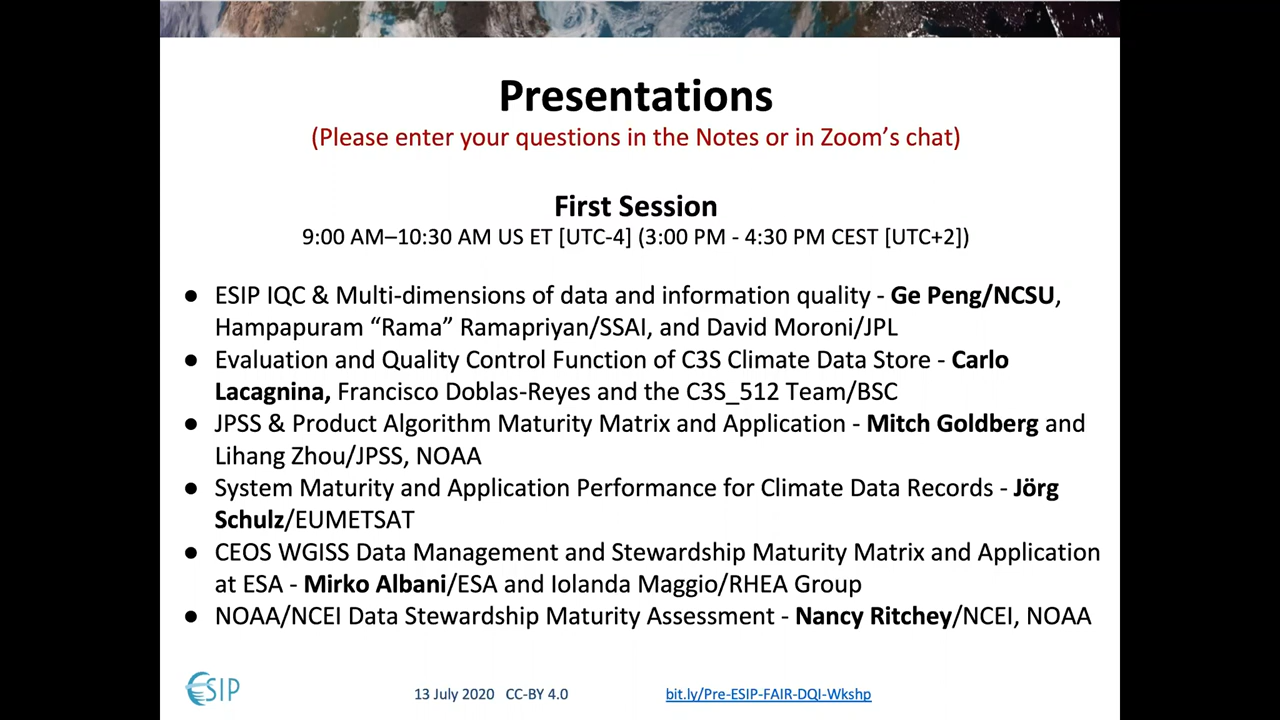 Presentations
(Please enter your questions in the Notes or in Zoom’s chat)
First Session
9:00 AM–10:30 AM US ET [UTC-4] (3:00 PM - 4:30 PM CEST [UTC+2])
● ESIP IQC & Multi-dimensions of data and information quality - Ge Peng/NCSU,
Hampapuram “Rama” Ramapriyan/SSAI, and David Moroni/JPL
● Evaluation and Quality Control Function of C3S Climate Data Store - Carlo
Lacagnina, Francisco Doblas-Reyes and the C3S_512 Team/BSC
● JPSS & Product Algorithm Maturity Matrix and Application - Mitch Goldberg and
Lihang Zhou/JPSS, NOAA
● System Maturity and Application Performance for Climate Data Records - Jörg
Schulz/EUMETSAT
● CEOS WGISS Data Management and Stewardship Maturity Matrix and Application
at ESA - Mirko Albani/ESA and Iolanda Maggio/RHEA Group
● NOAA/NCEI Data Stewardship Maturity Assessment - Nancy Ritchey/NCEI, NOAA
ESIP
13 July 2020 CC-BY 4.0
bit.ly/Pre-ESIP-FAIR-DQI-Wkshp